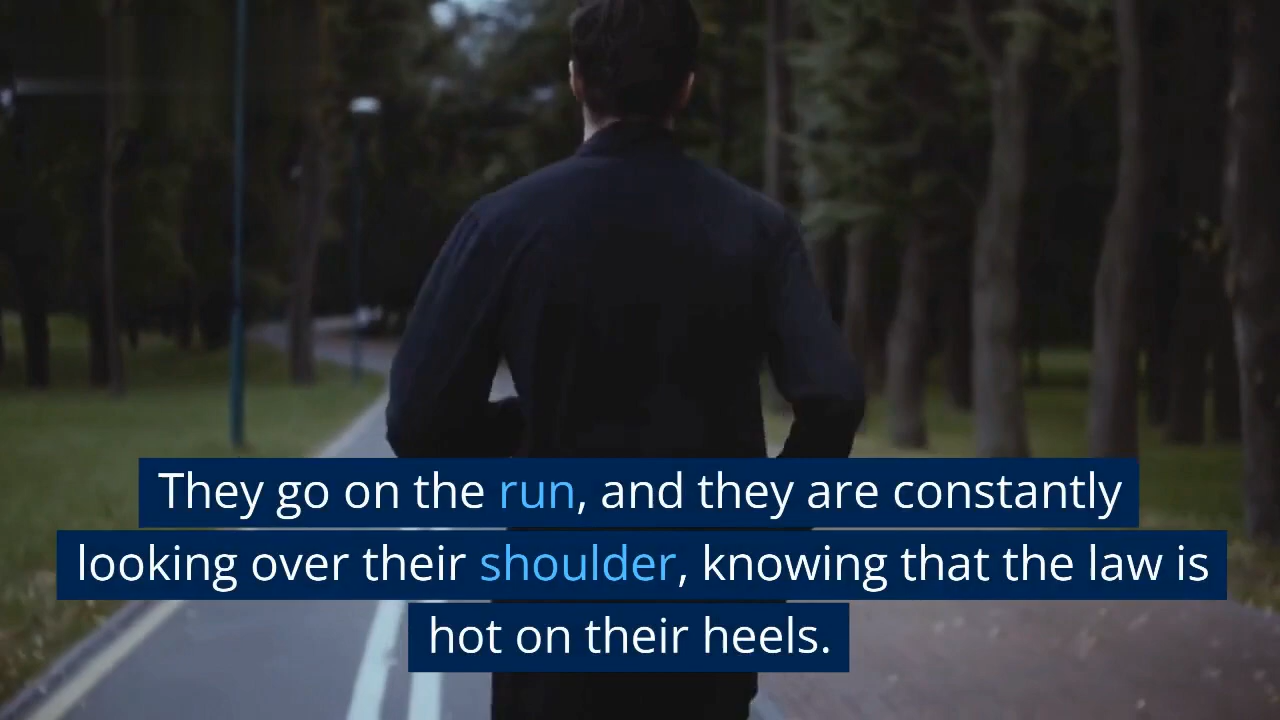 They go on the run, and they are constantly
looking over their shoulder, knowing that the law is
hot on their heels.